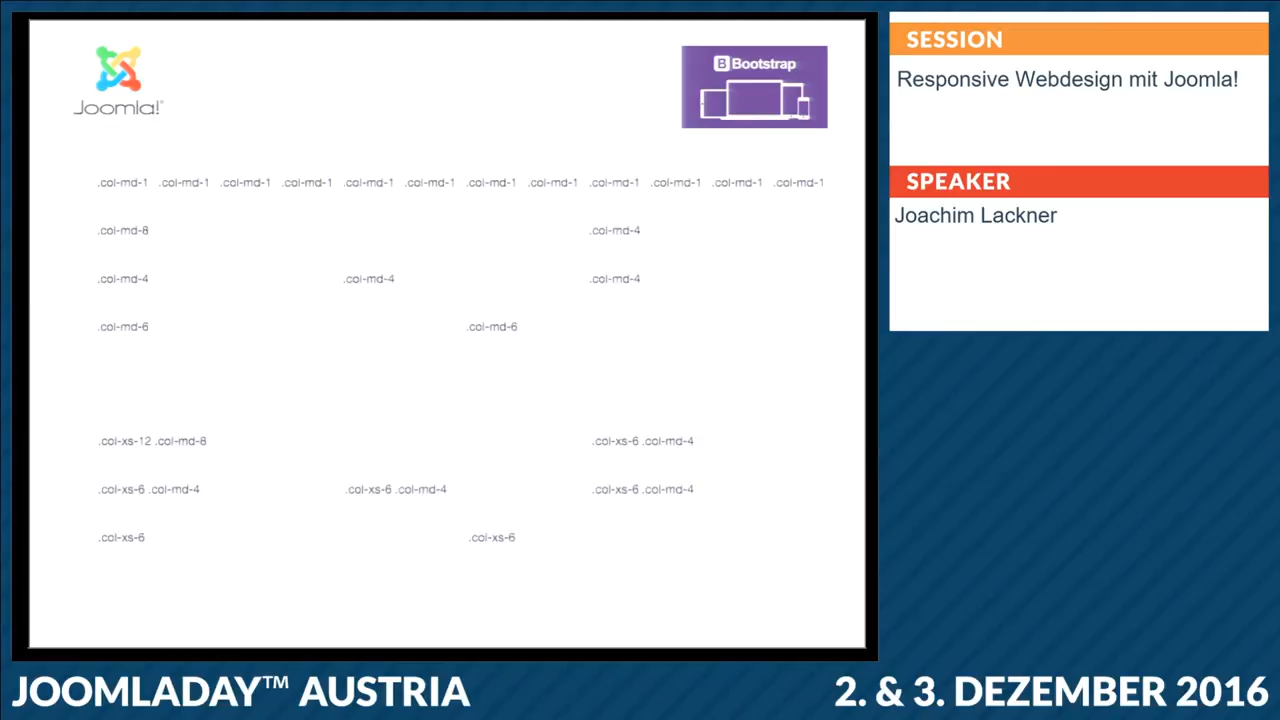 Joomla!®
B Bootstrap
.col-md-1 .col-md-1 .col-md-1 .col-md-1 .col-md-1 .col-md-1 .col-md-1 .col-md-1 .col-md-1 .col-md-1 .col-md-1 .col-md-1
.col-md-8 .col-md-4
.col-md-4 .col-md-4 .col-md-4
.col-md-6 .col-md-6
.col-xs-12 .col-md-8 .col-xs-6 .col-md-4
.col-xs-6 .col-md-4 .col-xs-6 .col-md-4 .col-xs-6 .col-md-4
.col-xs-6 .col-xs-6
SESSION
Responsive Webdesign mit Joomla!
SPEAKER
Joachim Lackner
JOOMLADAY™ AUSTRIA
2. & 3. DEZEMBER 2016